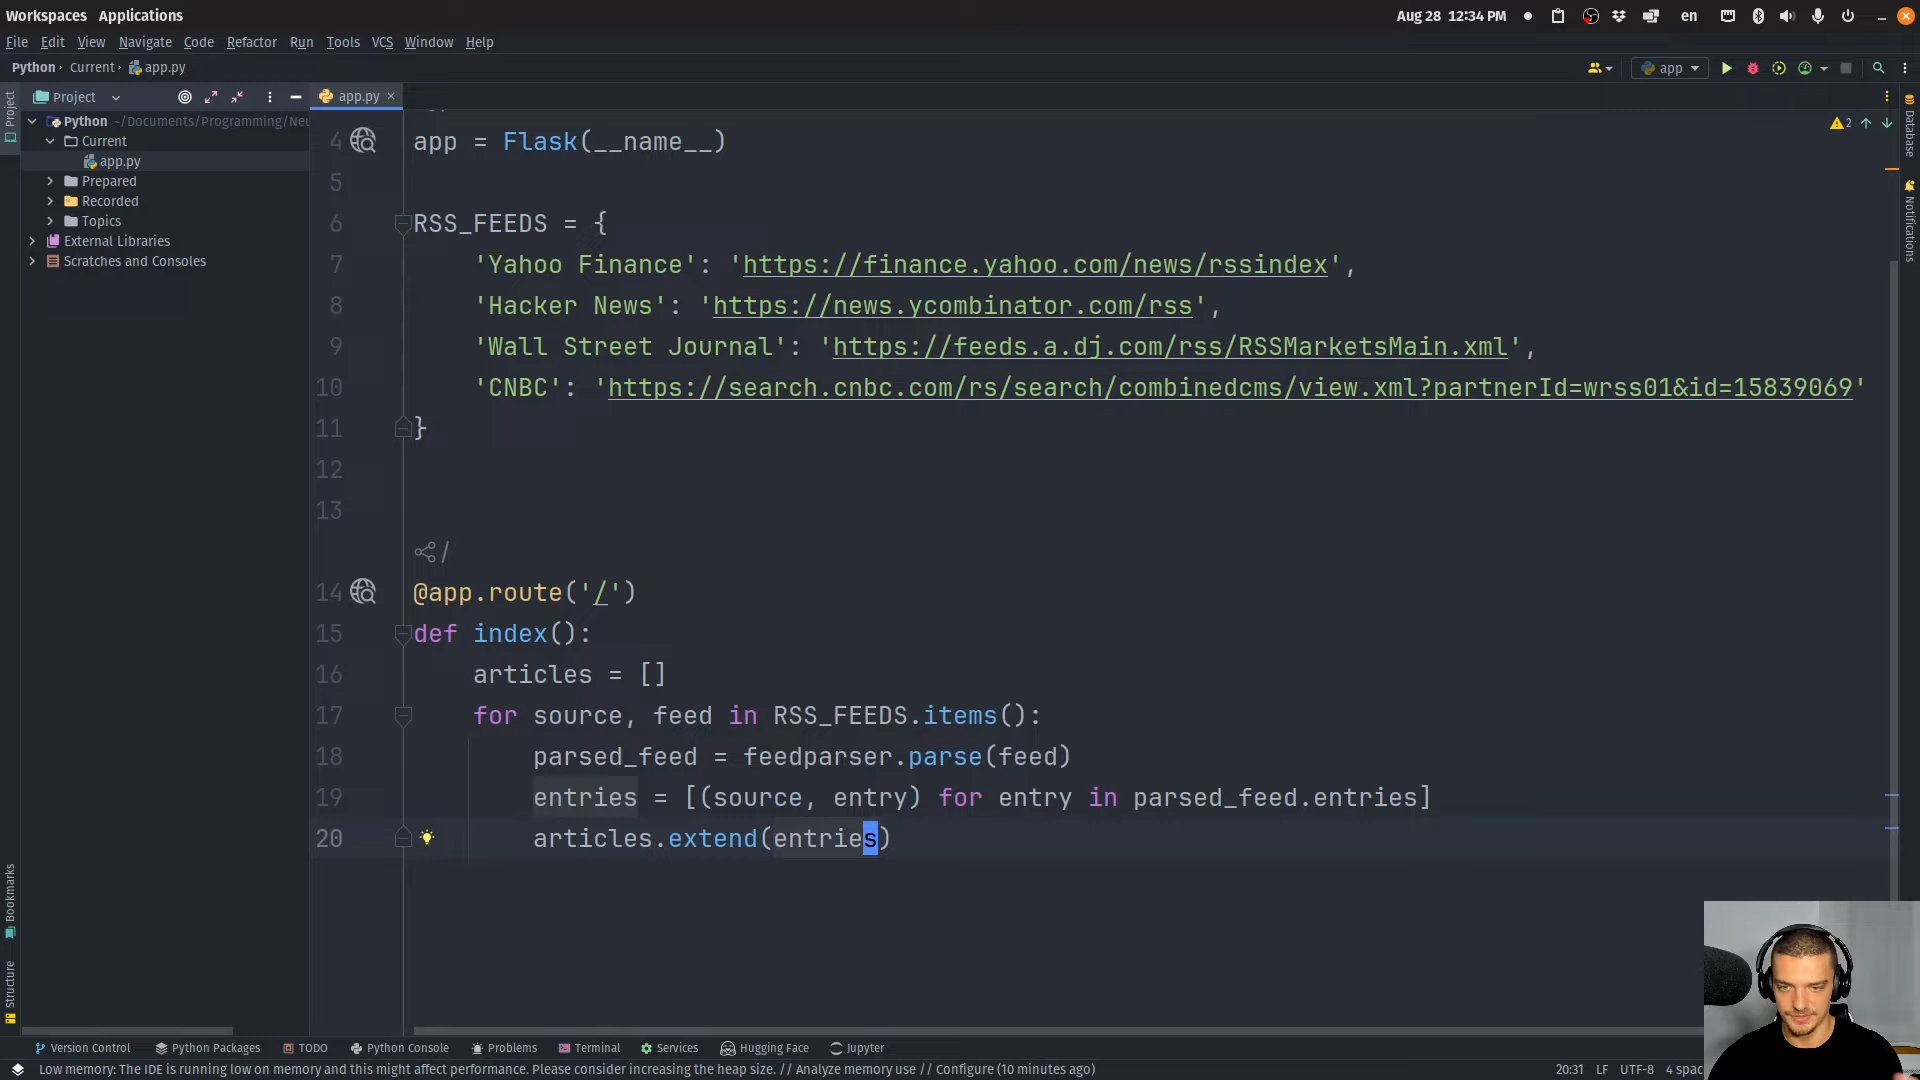 Workspaces Applications Aug 28 12:34 PM en
File Edit View Navigate Code Refactor Run Tools VCS Window Help
Python Current app.py app
Project app.py
Python ~/Documents/Programming/Neu
Current
app.py
Prepared
Recorded
Topics
External Libraries
Scratches and Consoles
Project
Bookmarks
Structure
4 app = Flask(__name__)
5
6 RSS_FEEDS = {
7 'Yahoo Finance': 'https://finance.yahoo.com/news/rssindex',
8 'Hacker News': 'https://news.ycombinator.com/rss',
9 'Wall Street Journal': 'https://feeds.a.dj.com/rss/RSSMarketsMain.xml',
10 'CNBC': 'https://search.cnbc.com/rs/search/combinedcms/view.xml?partnerId=wrss01&id=15839069'
11 }
12
13
/
14 @app.route('/')
15 def index():
16 articles = []
17 for source, feed in RSS_FEEDS.items():
18 parsed_feed = feedparser.parse(feed)
19 entries = [(source, entry) for entry in parsed_feed.entries]
20 articles.extend(entries)
2
Database
Notifications
Version Control Python Packages TODO Python Console Problems Terminal Services Hugging Face Jupyter
Low memory: The IDE is running low on memory and this might affect performance. Please consider increasing the heap size. // Analyze memory use // Configure (10 minutes ago) 20:31 LF UTF-8 4 spac